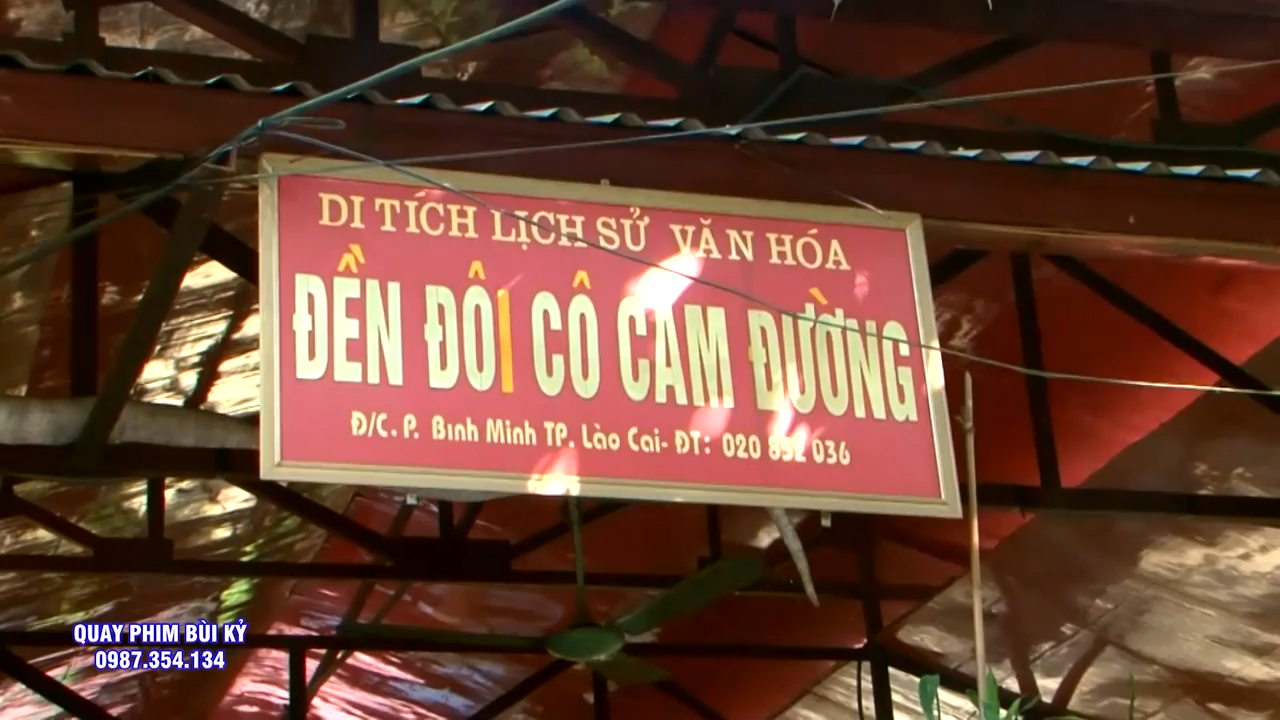 DI TÍCH LỊCH SỬ VĂN HÓA
ĐỀN ĐÔI CÔ CAM ĐƯỜNG
Đ/C. P. Bình Minh TP. Lào Cai- ĐT: 020 852 036
QUAY PHIM BÙI KỶ
0987.354.134